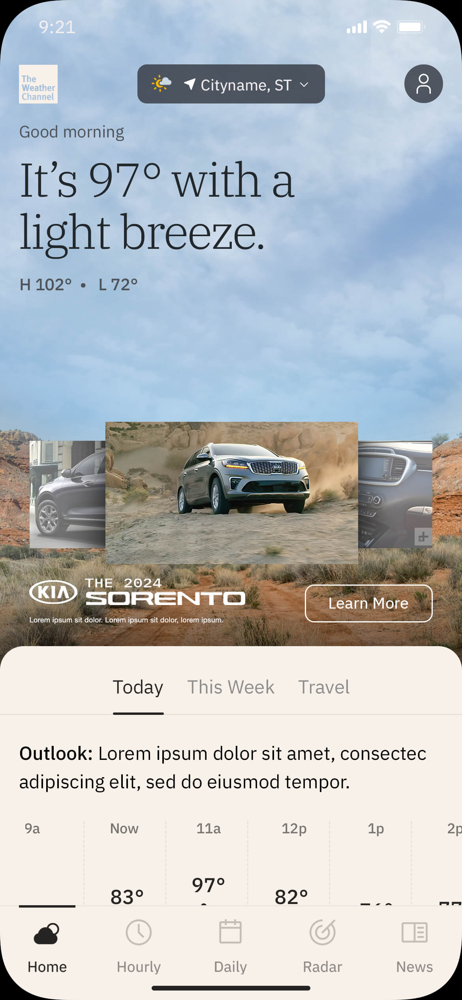 9:21
The
Weather
Channel
Cityname, ST
Good morning
It’s 97° with a
light breeze.
H 102° • L 72°
KIA
KIA
THE 2024
SORENTO
Lorem ipsum sit dolor. Lorem ipsum sit dolor, lorem ipsum.
Learn More
Today This Week Travel
Outlook: Lorem ipsum dolor sit amet, consectec
adipiscing elit, sed do eiusmod tempor.
9a Now 11a 12p 1p 2p
97°
83° 82°
Home Hourly Daily Radar News